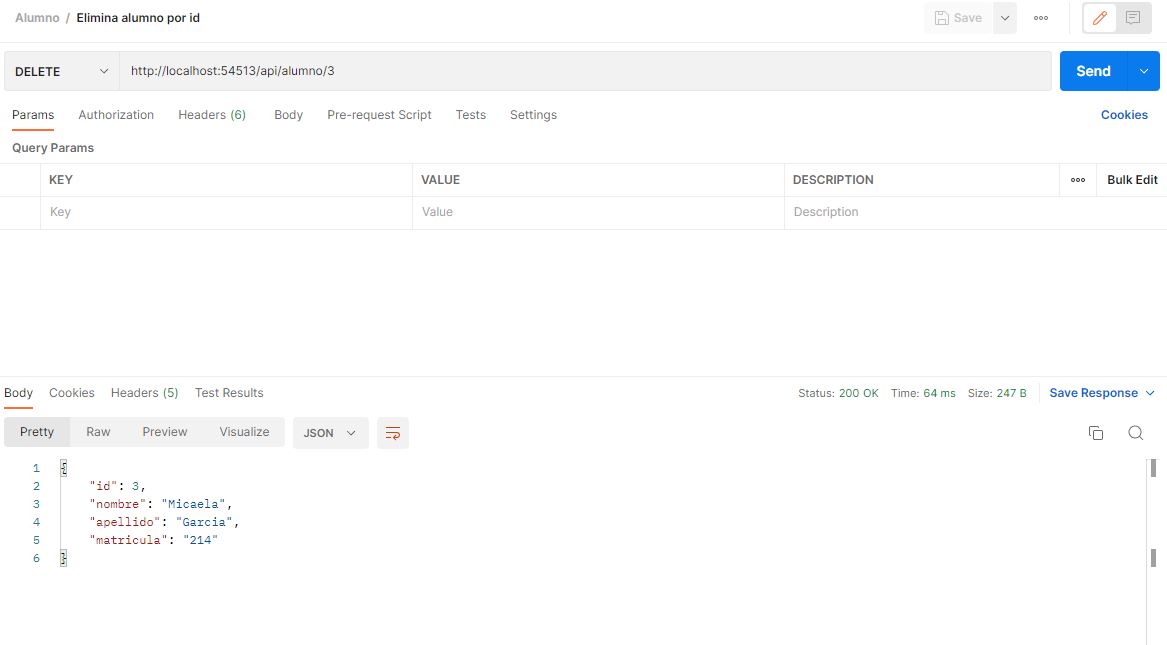 Alumno / Elimina alumno por id
Save
DELETE
http://localhost:54513/api/alumno/3
Send
Params Authorization Headers (6) Body Pre-request Script Tests Settings Cookies
Query Params
KEY VALUE DESCRIPTION ooo Bulk Edit
Key Value Description
Body Cookies Headers (5) Test Results Status: 200 OK Time: 64 ms Size: 247 B Save Response
Pretty Raw Preview Visualize JSON
1 {
2 "id": 3,
3 "nombre": "Micaela",
4 "apellido": "Garcia",
5 "matricula": "214"
6 }